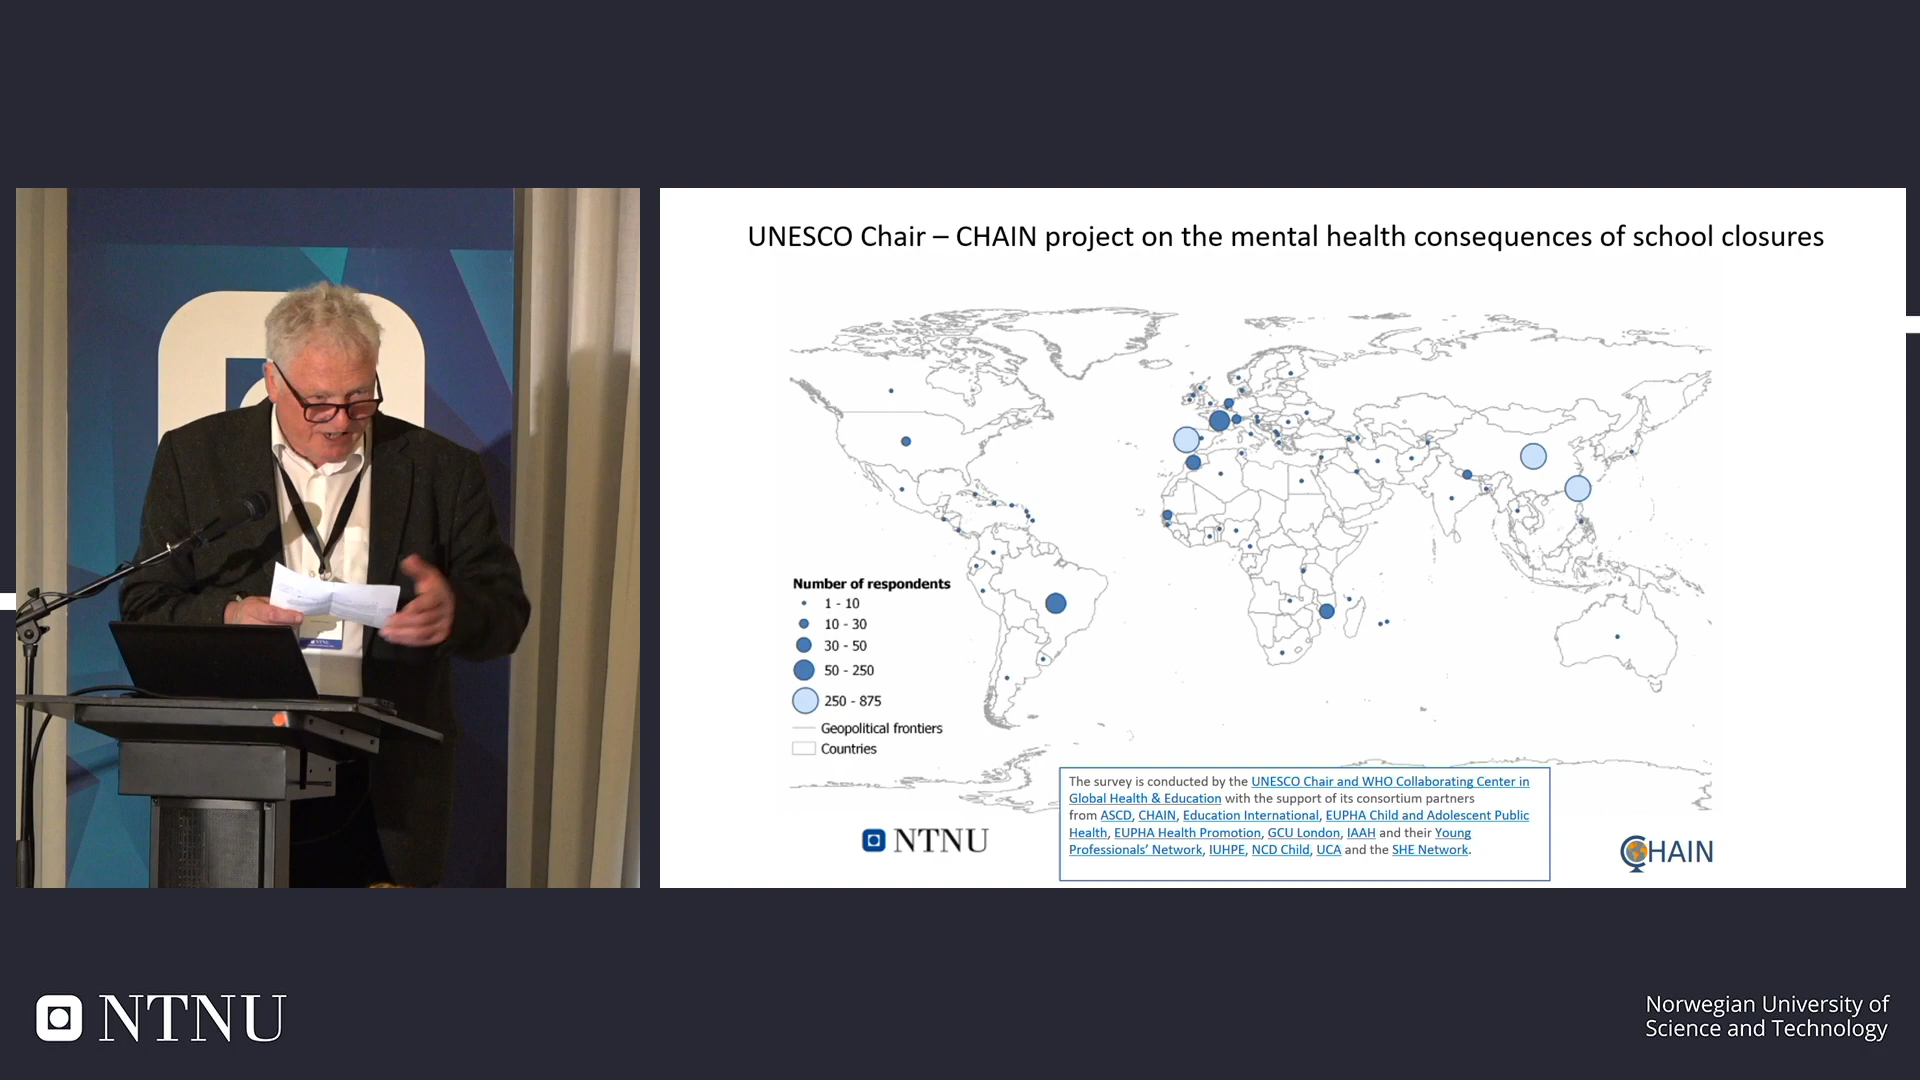 UNESCO Chair – CHAIN project on the mental health consequences of school closures
Number of respondents
1 - 10
10 - 30
30 - 50
50 - 250
250 - 875
Geopolitical frontiers
Countries
The survey is conducted by the UNESCO Chair and WHO Collaborating Center in
Global Health & Education with the support of its consortium partners
from ASCD, CHAIN, Education International, EUPHA Child and Adolescent Public
Health, EUPHA Health Promotion, GCU London, IAAH and their Young
Professionals’ Network, IUHPE, NCD Child, UCA and the SHE Network.
NTNU
CHAIN
NTNU
Norwegian University of
Science and Technology